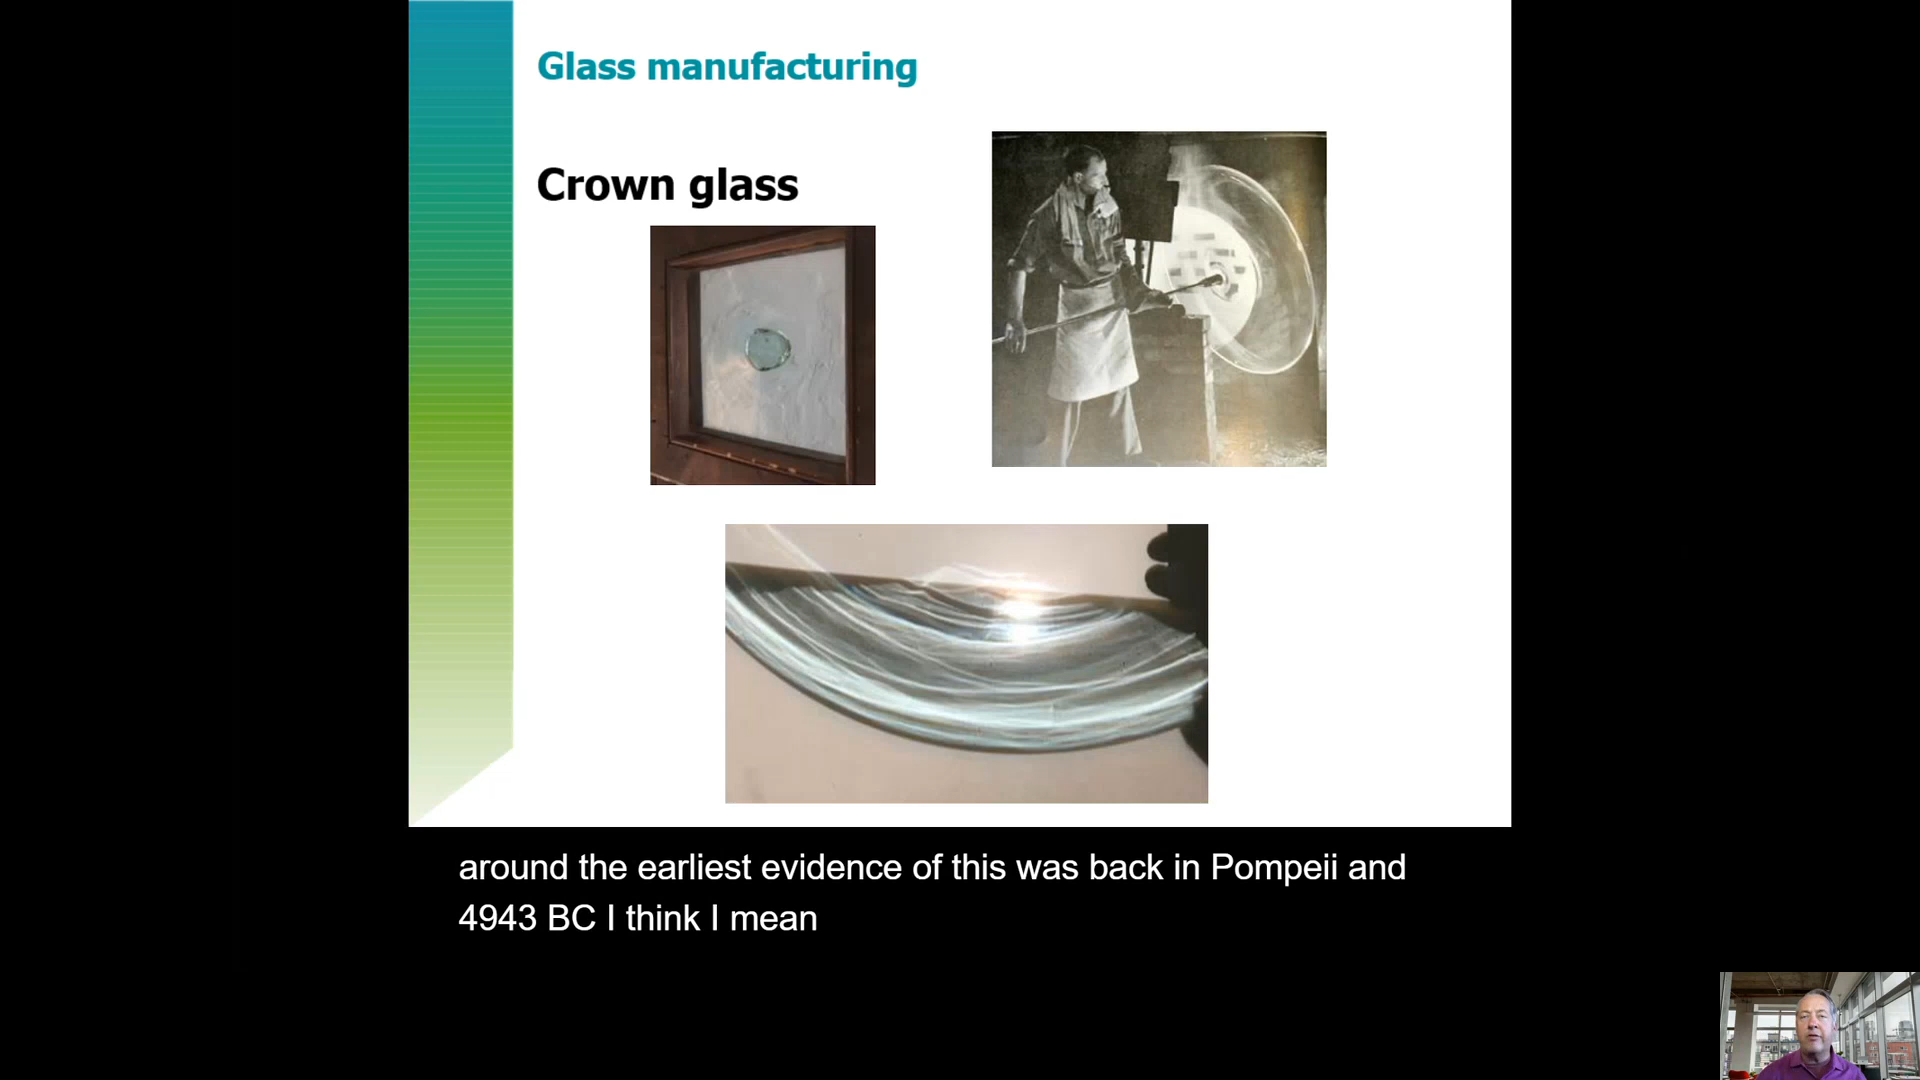 Glass manufacturing
Crown glass
around the earliest evidence of this was back in Pompeii and
4943 BC I think I mean